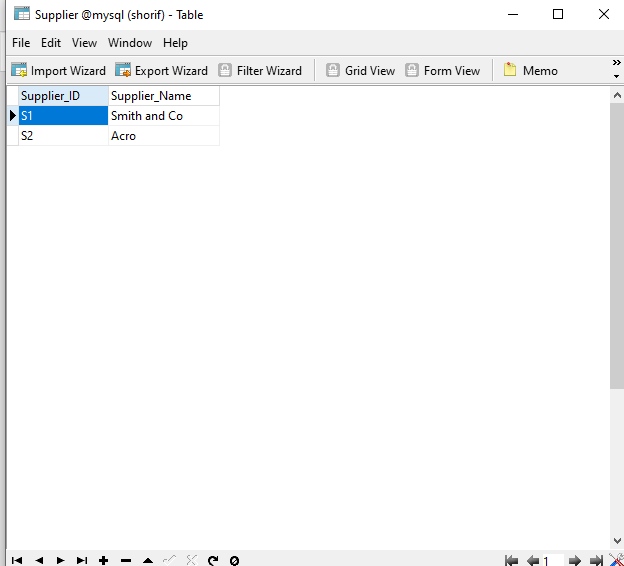 Supplier @mysql (shorif) - Table
File Edit View Window Help
Import Wizard Export Wizard Filter Wizard Grid View Form View Memo
Supplier_ID Supplier_Name
S1 Smith and Co
S2 Acro
1